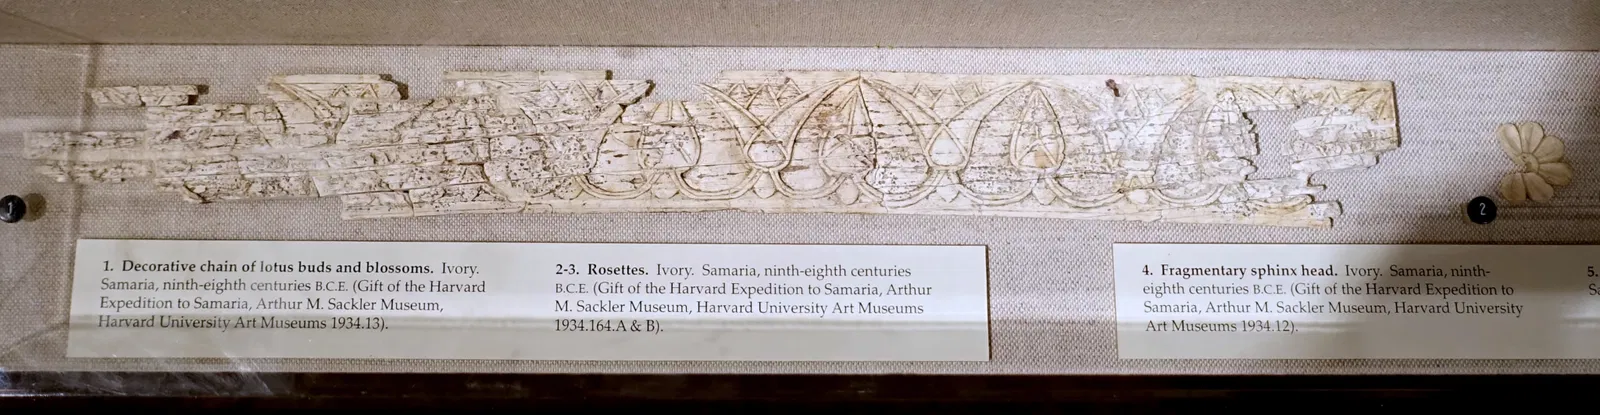 1
2
1. Decorative chain of lotus buds and blossoms. Ivory.
Samaria, ninth-eighth centuries B.C.E. (Gift of the Harvard
Expedition to Samaria, Arthur M. Sackler Museum,
Harvard University Art Museums 1934.13).
2-3. Rosettes. Ivory. Samaria, ninth-eighth centuries
B.C.E. (Gift of the Harvard Expedition to Samaria, Arthur
M. Sackler Museum, Harvard University Art Museums
1934.164.A & B).
4. Fragmentary sphinx head. Ivory. Samaria, ninth-
eighth centuries B.C.E. (Gift of the Harvard Expedition to
Samaria, Arthur M. Sackler Museum, Harvard University
Art Museums 1934.12).
5.